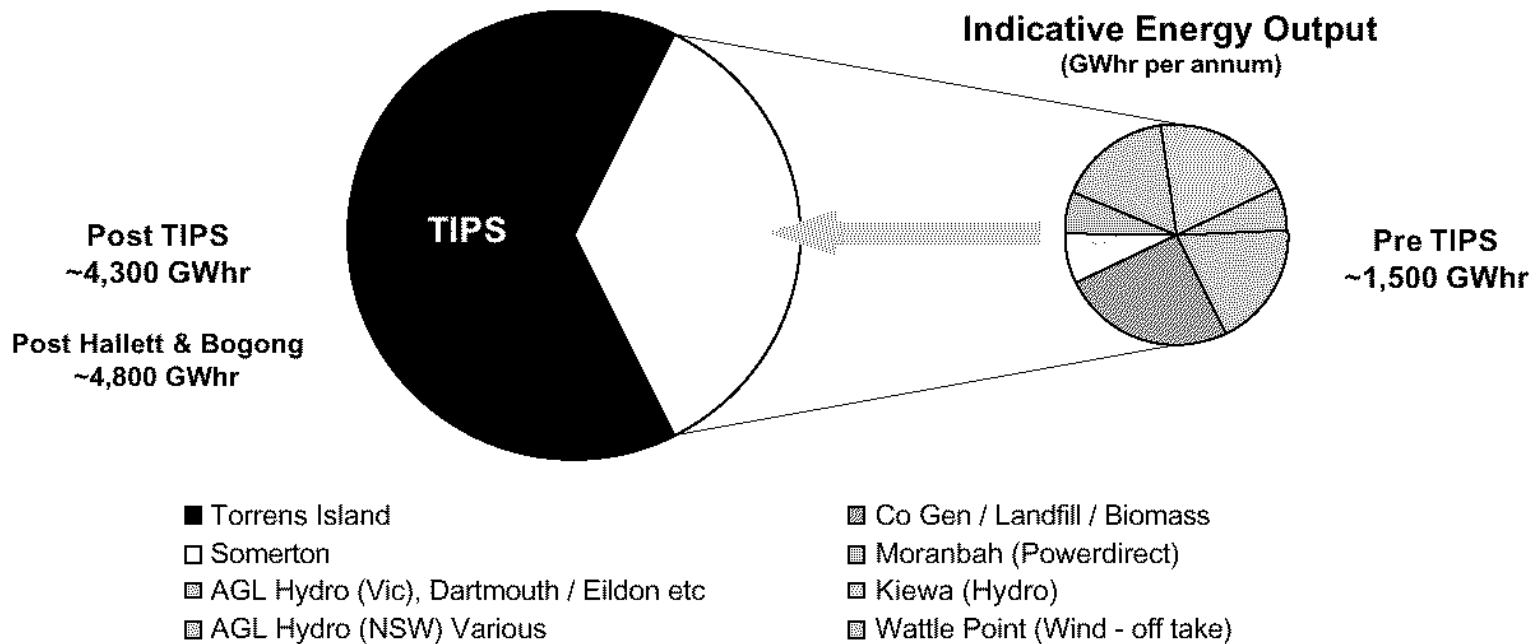 Indicative Energy Output
(GWhr per annum)
TIPS
Post TIPS
~4,300 GWhr
Post Hallett & Bogong
~4,800 GWhr
Pre TIPS
~1,500 GWhr
Torrens Island
Somerton
AGL Hydro (Vic), Dartmouth / Eildon etc
AGL Hydro (NSW) Various
Co Gen / Landfill / Biomass
Moranbah (Powerdirect)
Kiewa (Hydro)
Wattle Point (Wind - off take)